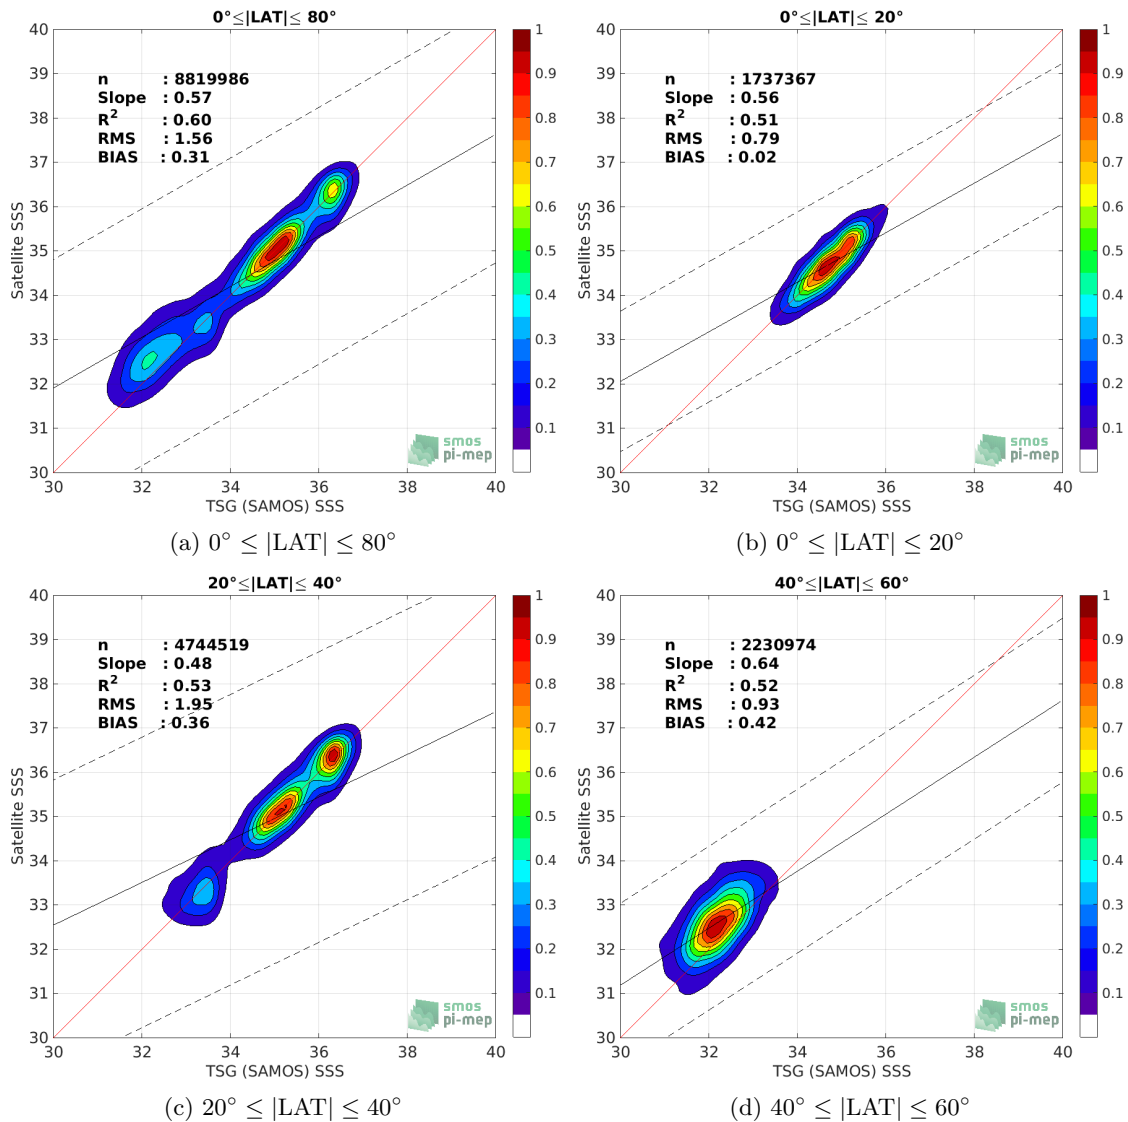 0°≤|LAT|≤ 80°
n : 8819986
Slope : 0.57
R² : 0.60
RMS : 1.56
BIAS : 0.31
40
39
38
37
36
35
34
33
32
31
30
Satellite SSS
30 32 34 36 38 40
TSG (SAMOS) SSS
1
0.9
0.8
0.7
0.6
0.5
0.4
0.3
0.2
0.1
smos
pi-mep
(a) 0° ≤ |LAT| ≤ 80°
0°≤|LAT|≤ 20°
n : 1737367
Slope : 0.56
R² : 0.51
RMS : 0.79
BIAS : 0.02
40
39
38
37
36
35
34
33
32
31
30
Satellite SSS
30 32 34 36 38 40
TSG (SAMOS) SSS
1
0.9
0.8
0.7
0.6
0.5
0.4
0.3
0.2
0.1
smos
pi-mep
(b) 0° ≤ |LAT| ≤ 20°
20°≤|LAT|≤ 40°
n : 4744519
Slope : 0.48
R² : 0.53
RMS : 1.95
BIAS : 0.36
40
39
38
37
36
35
34
33
32
31
30
Satellite SSS
30 32 34 36 38 40
TSG (SAMOS) SSS
1
0.9
0.8
0.7
0.6
0.5
0.4
0.3
0.2
0.1
smos
pi-mep
(c) 20° ≤ |LAT| ≤ 40°
40°≤|LAT|≤ 60°
n : 2230974
Slope : 0.64
R² : 0.52
RMS : 0.93
BIAS : 0.42
40
39
38
37
36
35
34
33
32
31
30
Satellite SSS
30 32 34 36 38 40
TSG (SAMOS) SSS
1
0.9
0.8
0.7
0.6
0.5
0.4
0.3
0.2
0.1
smos
pi-mep
(d) 40° ≤ |LAT| ≤ 60°